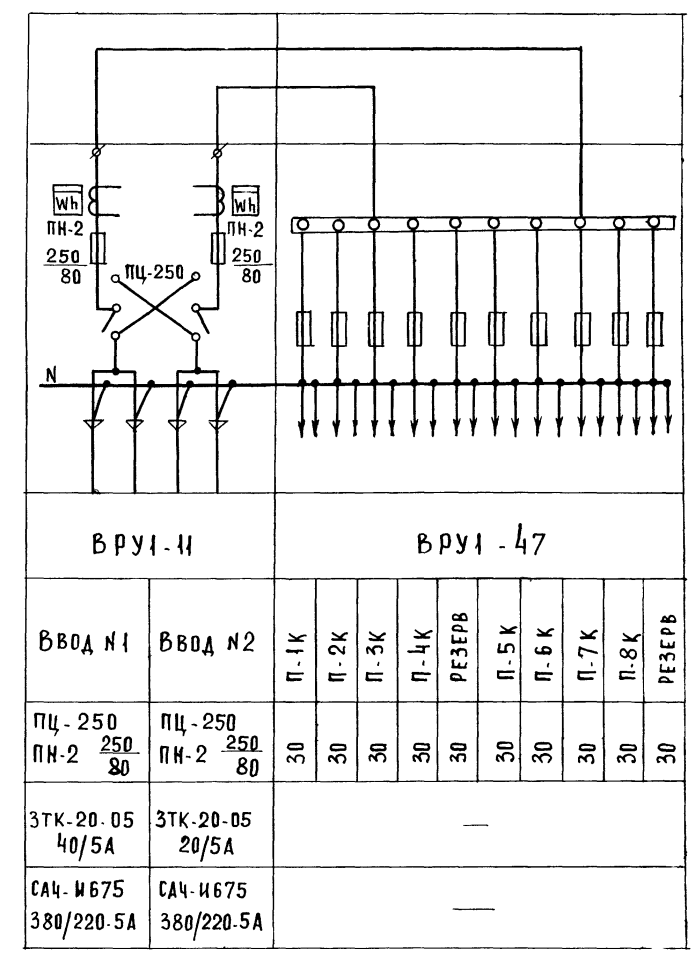 Wh
Wh
ПН-2
250/80
ПН-2
250/80
ПЦ-250
N
ВРУ1-11
ВРУ1-47
ВВОД N1
ВВОД N2
П-1К
П-2К
П-3К
П-4К
РЕЗЕРВ
П-5К
П-6К
П-7К
П-8К
РЕЗЕРВ
ПЦ-250
ПН-2 250/80
ПЦ-250
ПН-2 250/80
30
30
30
30
30
30
30
30
30
30
3ТК-20-05
40/5А
3ТК-20-05
20/5А
—
САЧ-И675
380/220-5А
САЧ-И675
380/220-5А
—